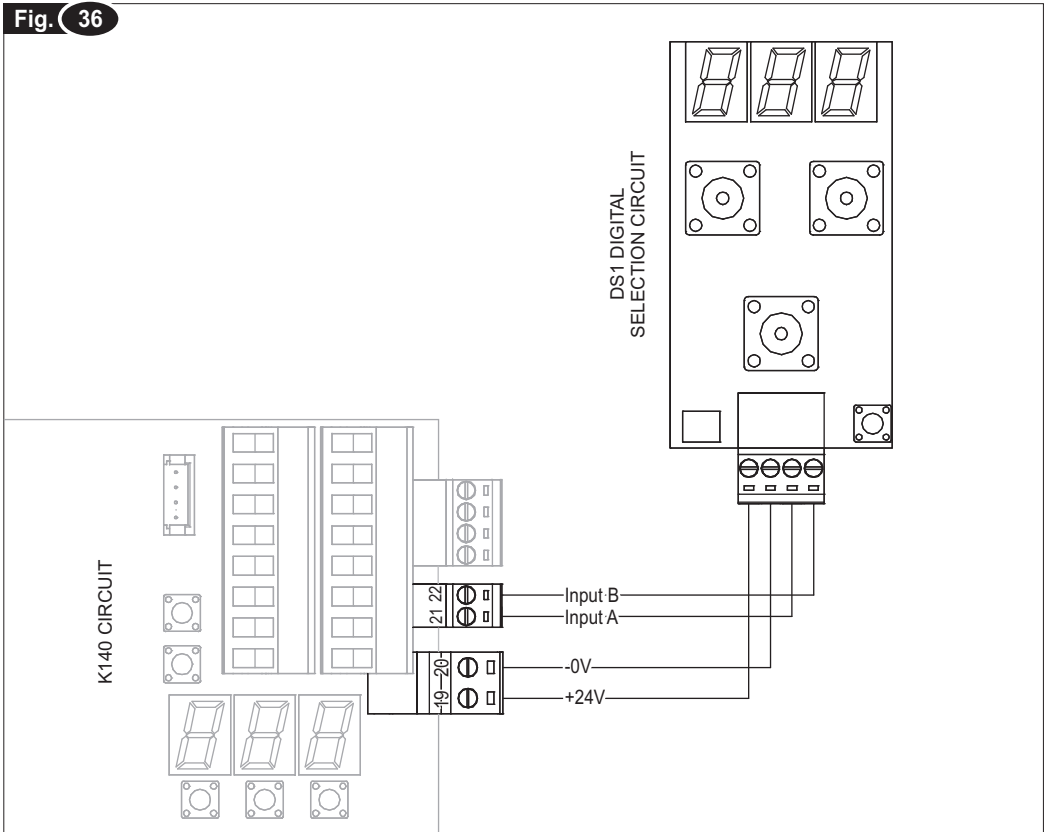 Fig. 36
DS1 DIGITAL
SELECTION CIRCUIT
K140 CIRCUIT
21 22
Input B
Input A
19 20
-0V
+24V